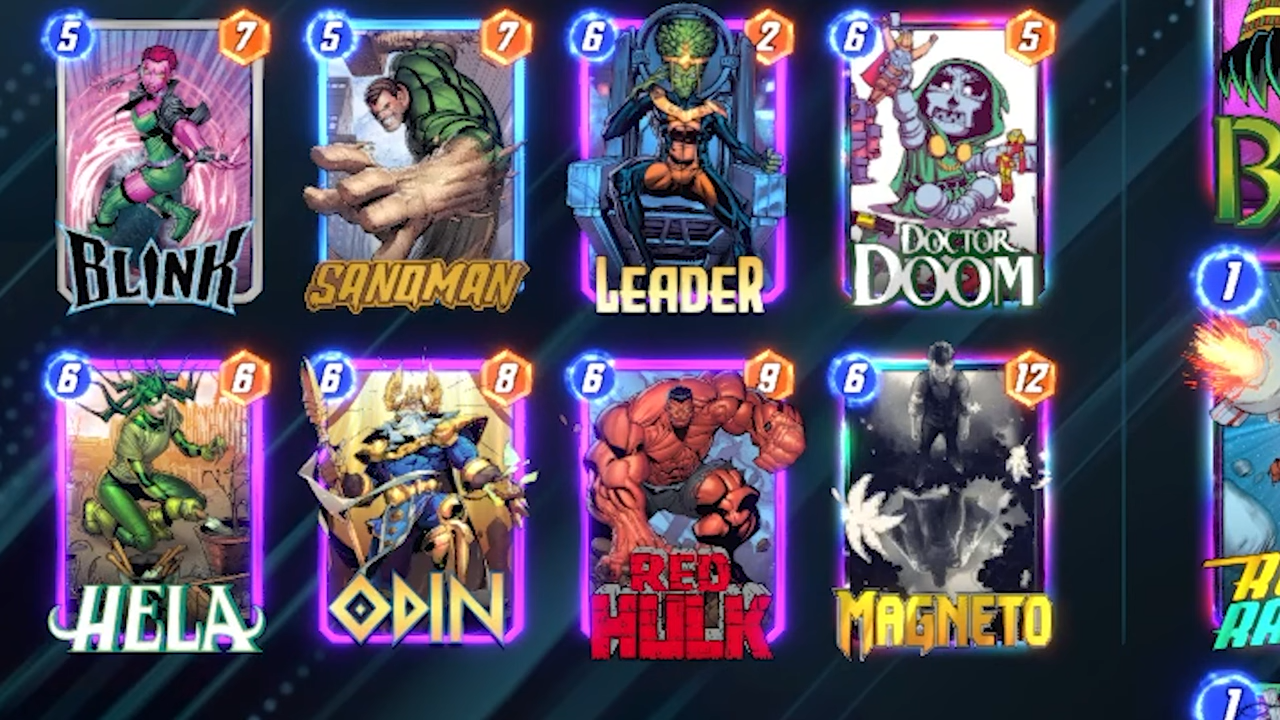 5 7 5 7 6 2 6 5
BLINK SANDMAN LEADER DOCTOR
DOOM
1
6 6 6 8 6 9 6 12
HELA ODIN RED
HULK MAGNETO
1